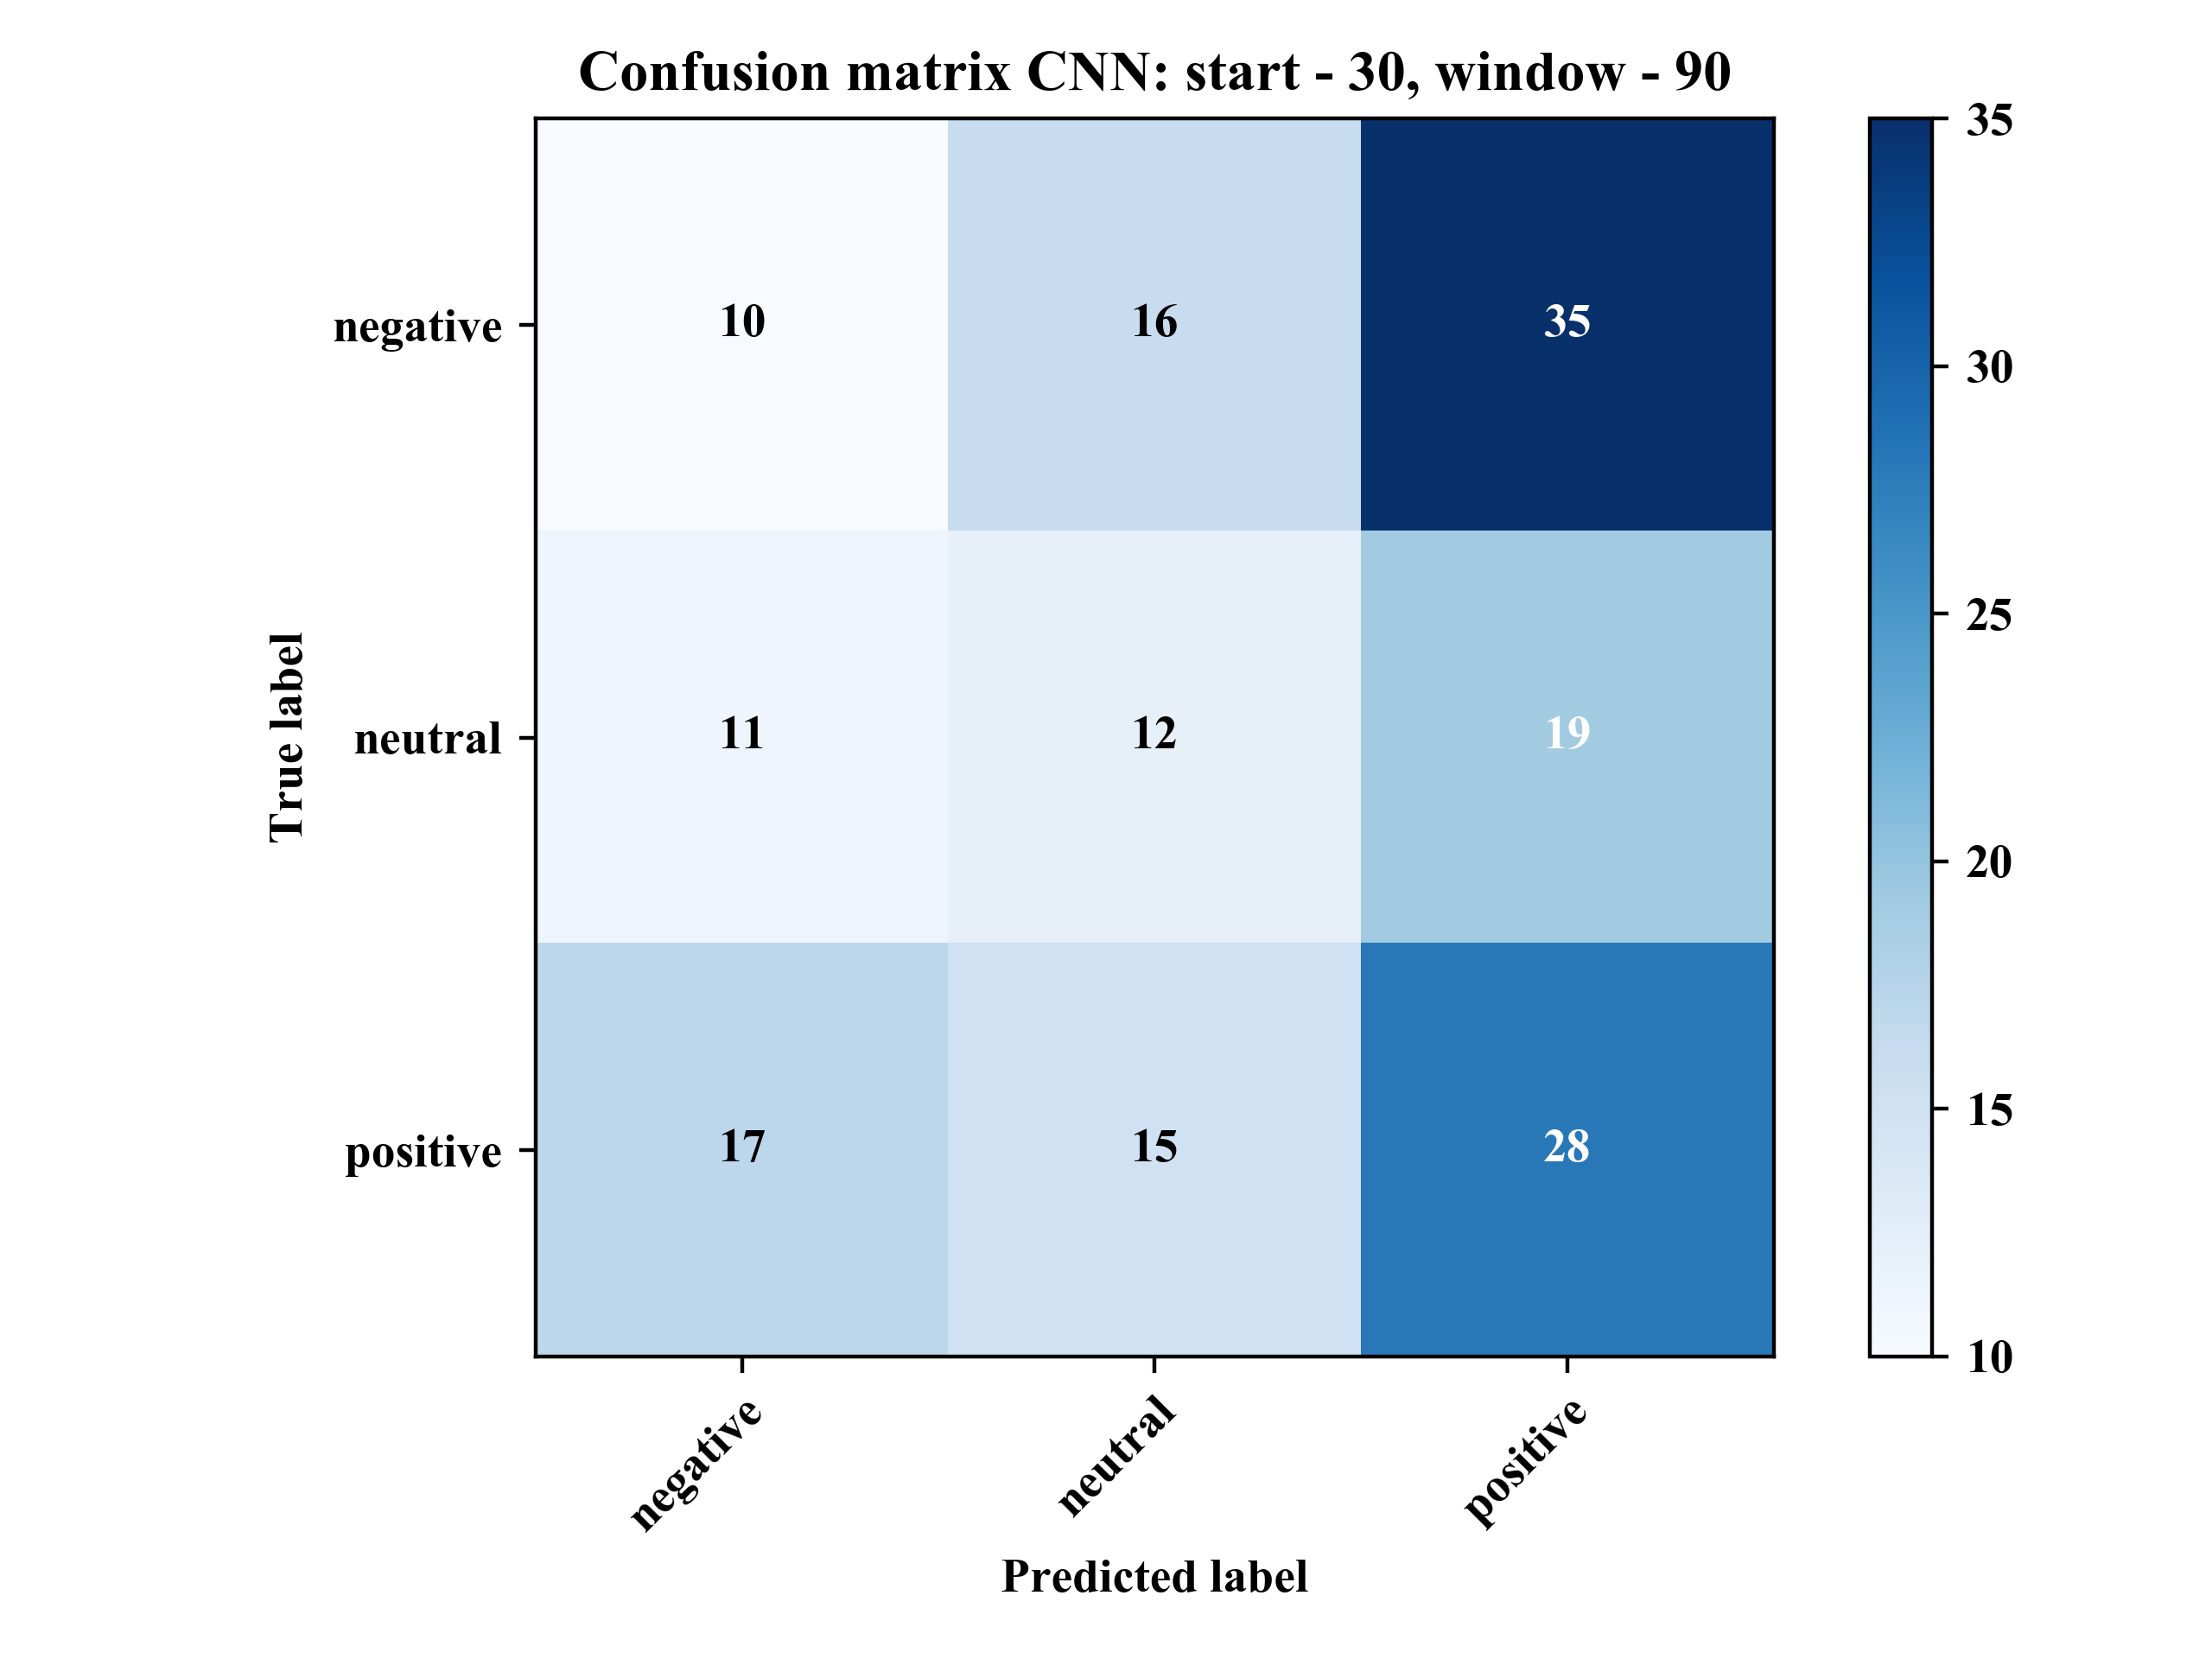 Confusion matrix CNN: start - 30, window - 90
35
30
25
20
15
10
True label
negative
10
16
35
neutral
11
12
19
positive
17
15
28
negative
neutral
positive
Predicted label